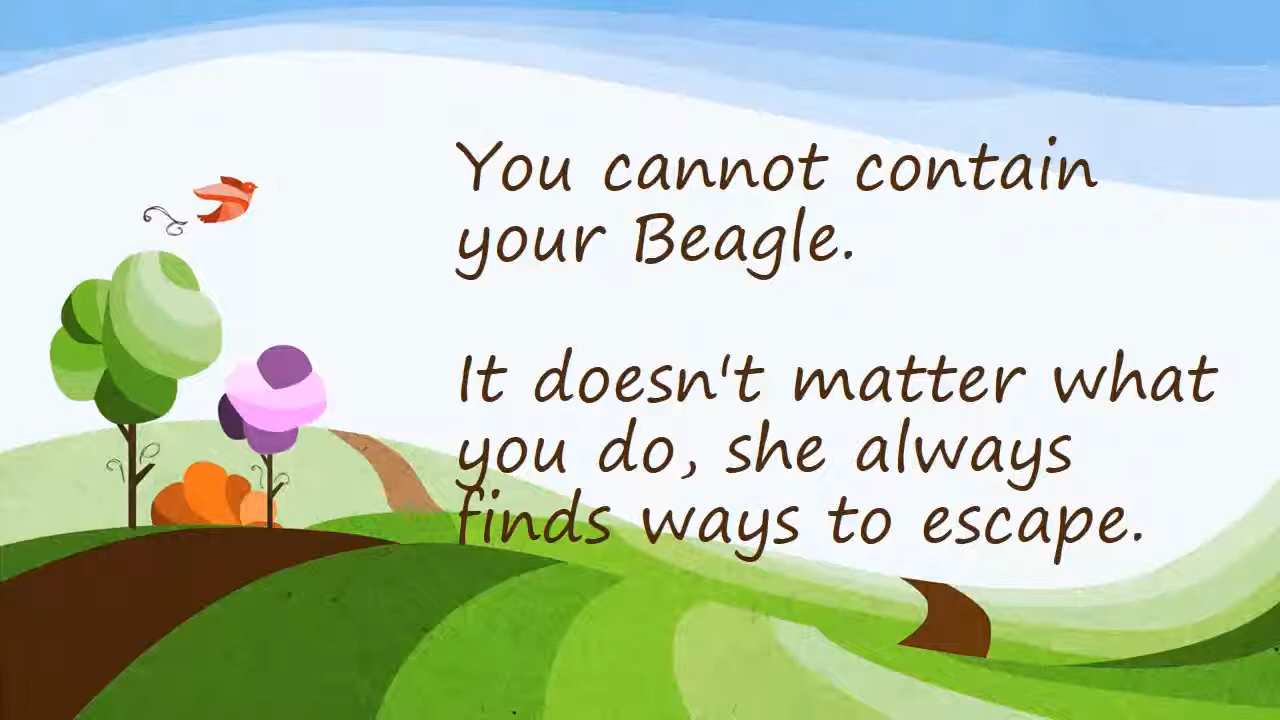 You cannot contain
your Beagle.
It doesn't matter what
you do, she always
finds ways to escape.